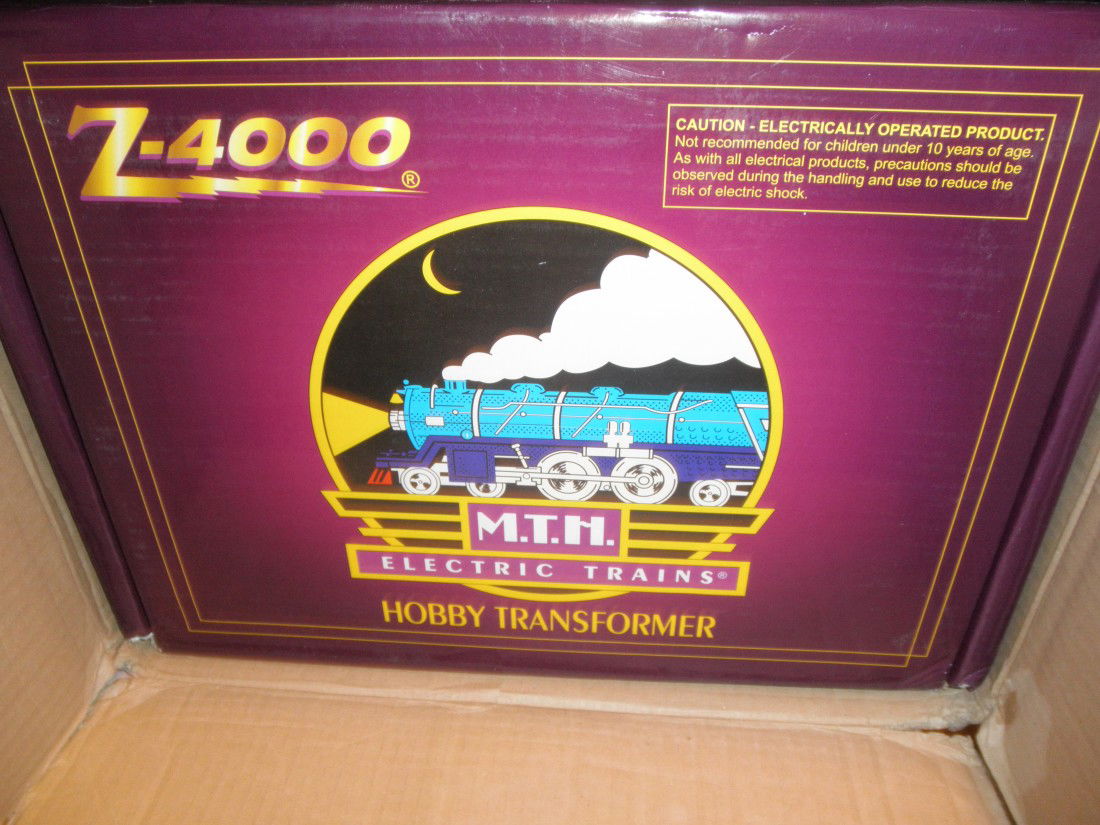 Z-4000®
CAUTION - ELECTRICALLY OPERATED PRODUCT.
Not recommended for children under 10 years of age.
As with all electrical products, precautions should be
observed during the handling and use to reduce the
risk of electric shock.
M.T.H.
ELECTRIC TRAINS®
HOBBY TRANSFORMER